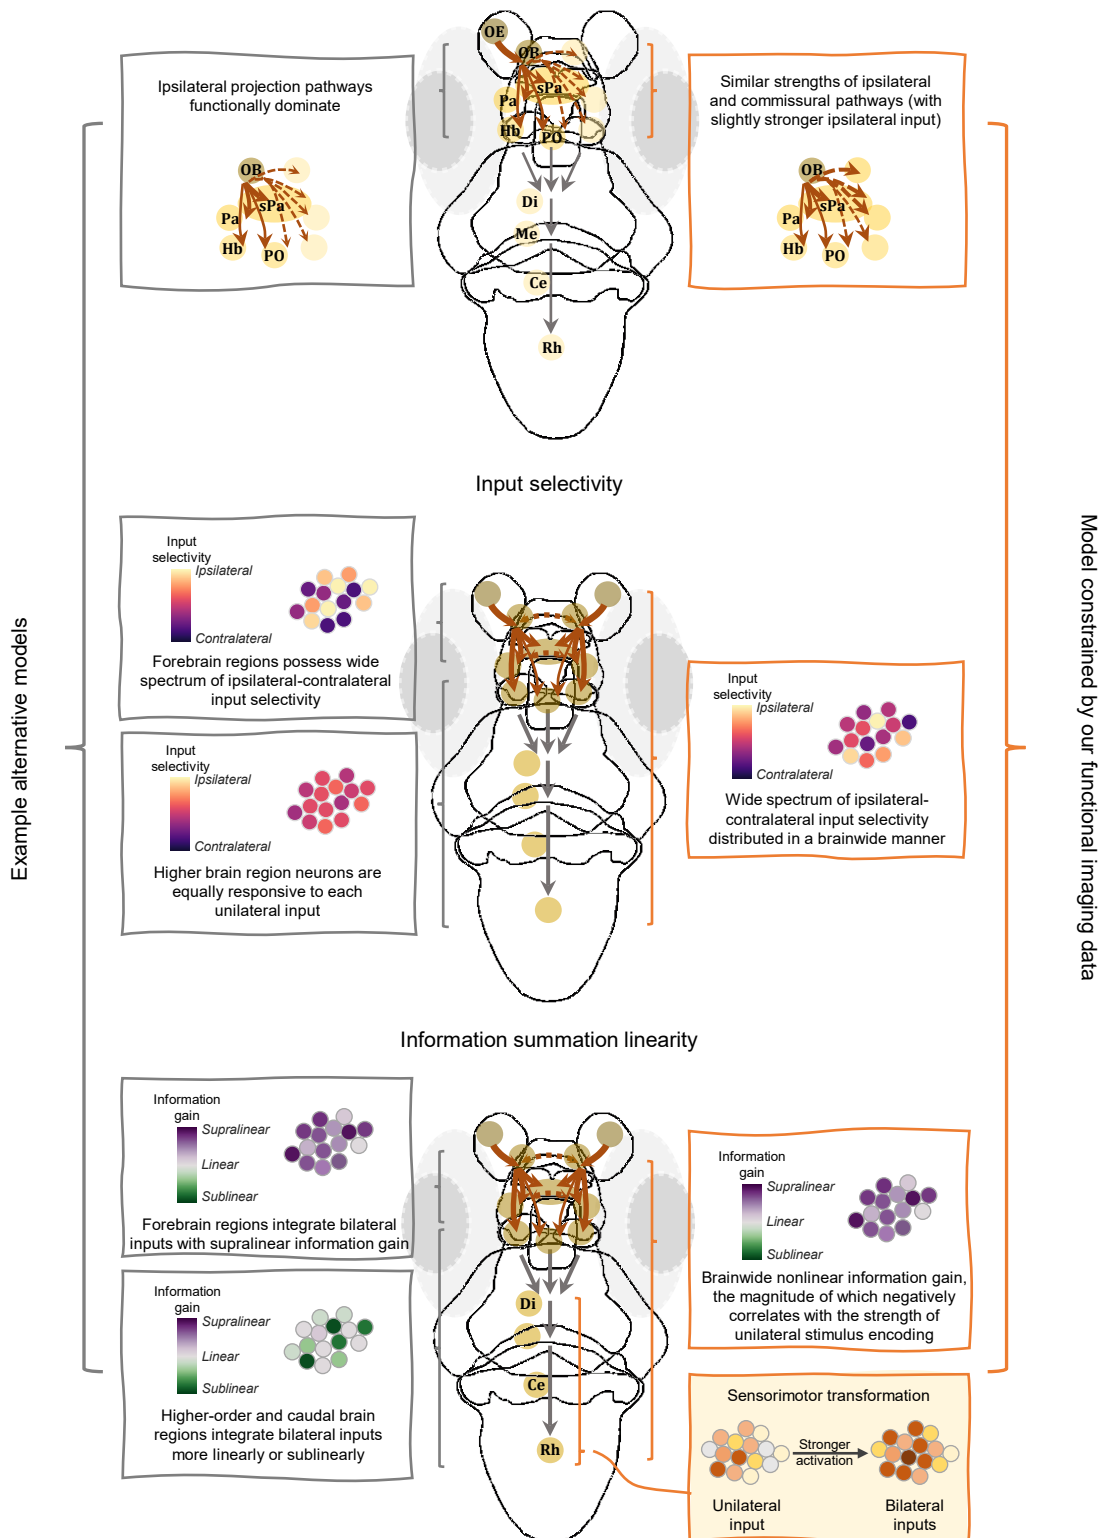 OE
OB
sPa
Pa
Hb
PO
Di
Me
Ce
Rh
Ipsilateral projection pathways
functionally dominate
OB
sPa
Pa
Hb
PO
Similar strengths of ipsilateral
and commissural pathways (with
slightly stronger ipsilateral input)
OB
sPa
Pa
Hb
PO
Example alternative models
Model constrained by our functional imaging data
Input selectivity
Input
selectivity
Ipsilateral
Contralateral
Forebrain regions possess wide
spectrum of ipsilateral-contralateral
input selectivity
Input
selectivity
Ipsilateral
Contralateral
Higher brain region neurons are
equally responsive to each
unilateral input
Input
selectivity
Ipsilateral
Contralateral
Wide spectrum of ipsilateral-
contralateral input selectivity
distributed in a brainwide manner
Information summation linearity
Information
gain
Supralinear
Linear
Sublinear
Forebrain regions integrate bilateral
inputs with supralinear information gain
Information
gain
Supralinear
Linear
Sublinear
Higher-order and caudal brain
regions integrate bilateral inputs
more linearly or sublinearly
Di
Ce
Rh
Information
gain
Supralinear
Linear
Sublinear
Brainwide nonlinear information gain,
the magnitude of which negatively
correlates with the strength of
unilateral stimulus encoding
Sensorimotor transformation
Stronger
activation
Unilateral
input
Bilateral
inputs